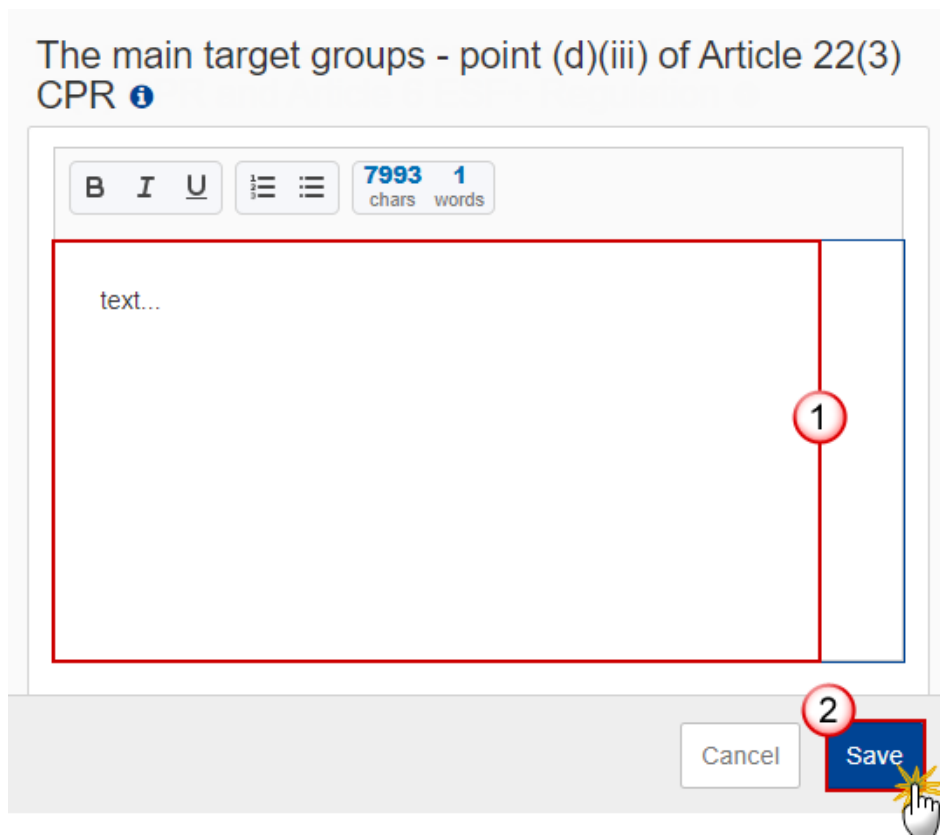 The main target groups - point (d)(iii) of Article 22(3)
CPR i
B I U 7993 1
chars words
text...
1
2
Cancel Save